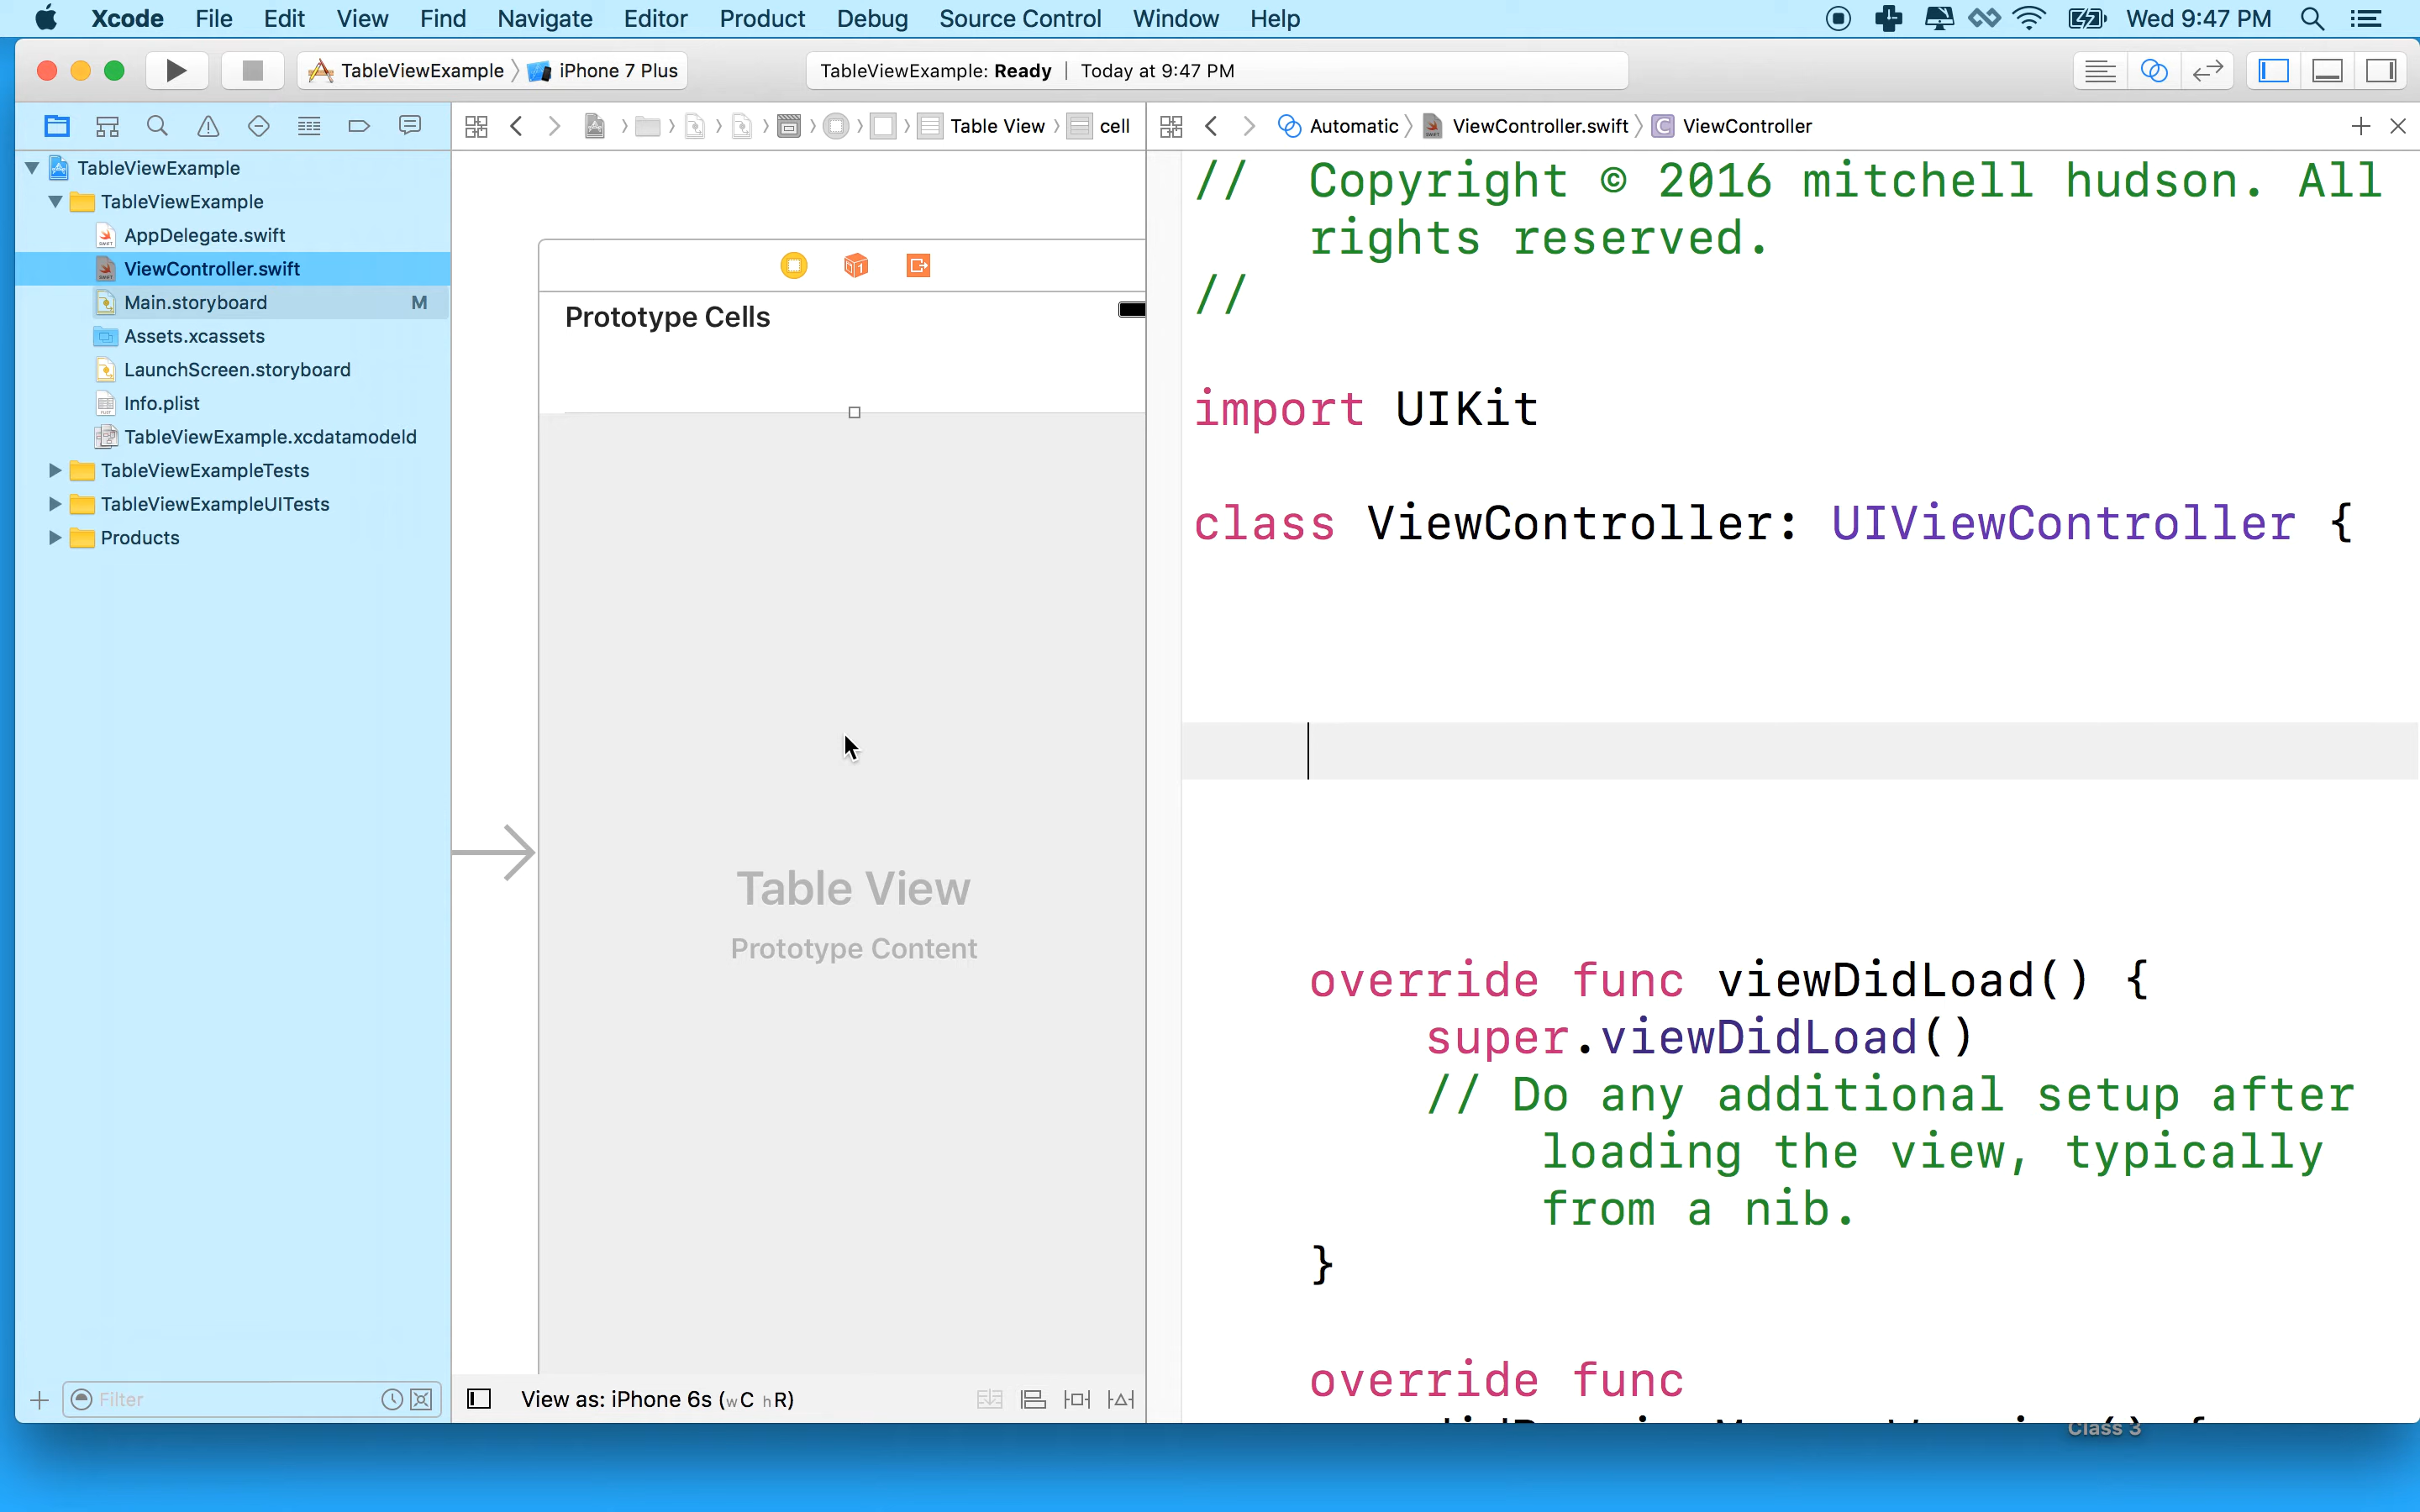 Xcode File Edit View Find Navigate Editor Product Debug Source Control Window Help Wed 9:47 PM
TableViewExample iPhone 7 Plus TableViewExample: Ready | Today at 9:47 PM
Table View cell Automatic ViewController.swift C ViewController
TableViewExample
TableViewExample
AppDelegate.swift
ViewController.swift
Main.storyboard M
Assets.xcassets
LaunchScreen.storyboard
Info.plist
TableViewExample.xcdatamodeld
TableViewExampleTests
TableViewExampleUITests
Products
Filter
Prototype Cells
Table View
Prototype Content
View as: iPhone 6s (wC hR)
// Copyright © 2016 mitchell hudson. All
rights reserved.
//
import UIKit
class ViewController: UIViewController {
override func viewDidLoad() {
super.viewDidLoad()
// Do any additional setup after
loading the view, typically
from a nib.
}
override func
Class 3